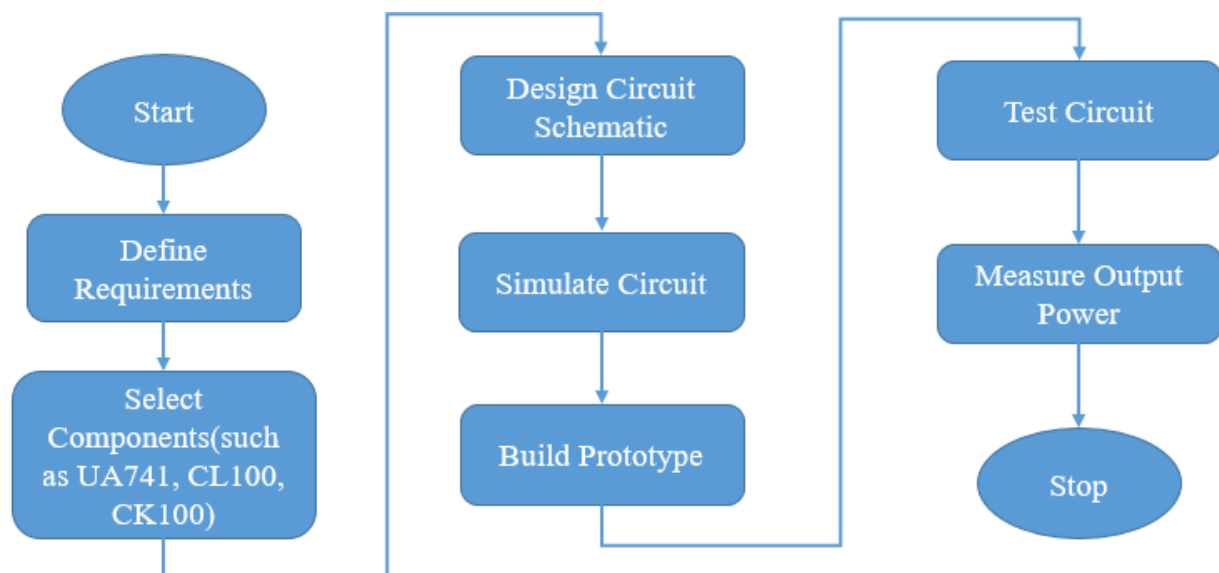 Start
Define
Requirements
Select
Components(such
as UA741, CL100,
CK100)
Design Circuit
Schematic
Simulate Circuit
Build Prototype
Test Circuit
Measure Output
Power
Stop